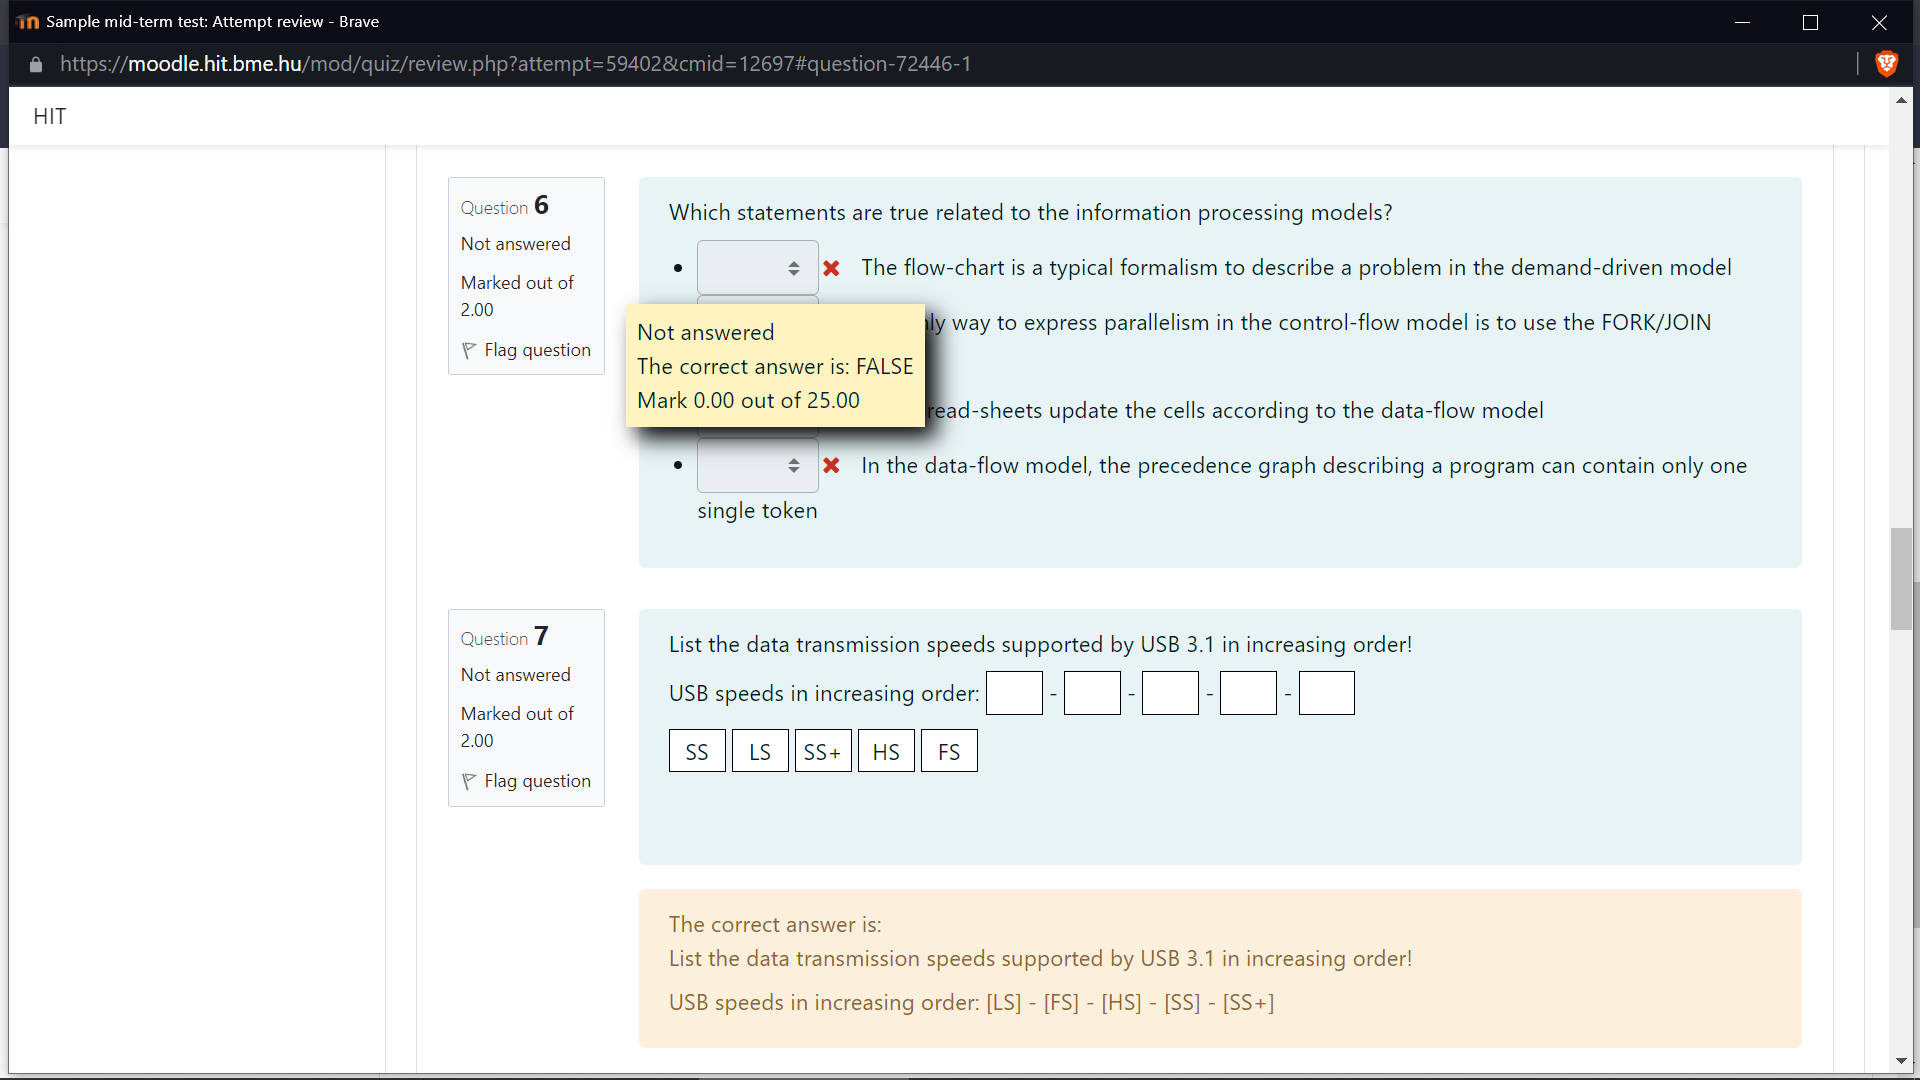 Sample mid-term test: Attempt review - Brave
https://moodle.hit.bme.hu/mod/quiz/review.php?attempt=59402&cmid=12697#question-72446-1
HIT
Question 6
Not answered
Marked out of
2.00
Flag question
Which statements are true related to the information processing models?
The flow-chart is a typical formalism to describe a problem in the demand-driven model
way to express parallelism in the control-flow model is to use the FORK/JOIN
Not answered
The correct answer is: FALSE
Mark 0.00 out of 25.00
read-sheets update the cells according to the data-flow model
In the data-flow model, the precedence graph describing a program can contain only one
single token
Question 7
Not answered
Marked out of
2.00
Flag question
List the data transmission speeds supported by USB 3.1 in increasing order!
USB speeds in increasing order: - - - -
SS LS SS+ HS FS
The correct answer is:
List the data transmission speeds supported by USB 3.1 in increasing order!
USB speeds in increasing order: [LS] - [FS] - [HS] - [SS] - [SS+]